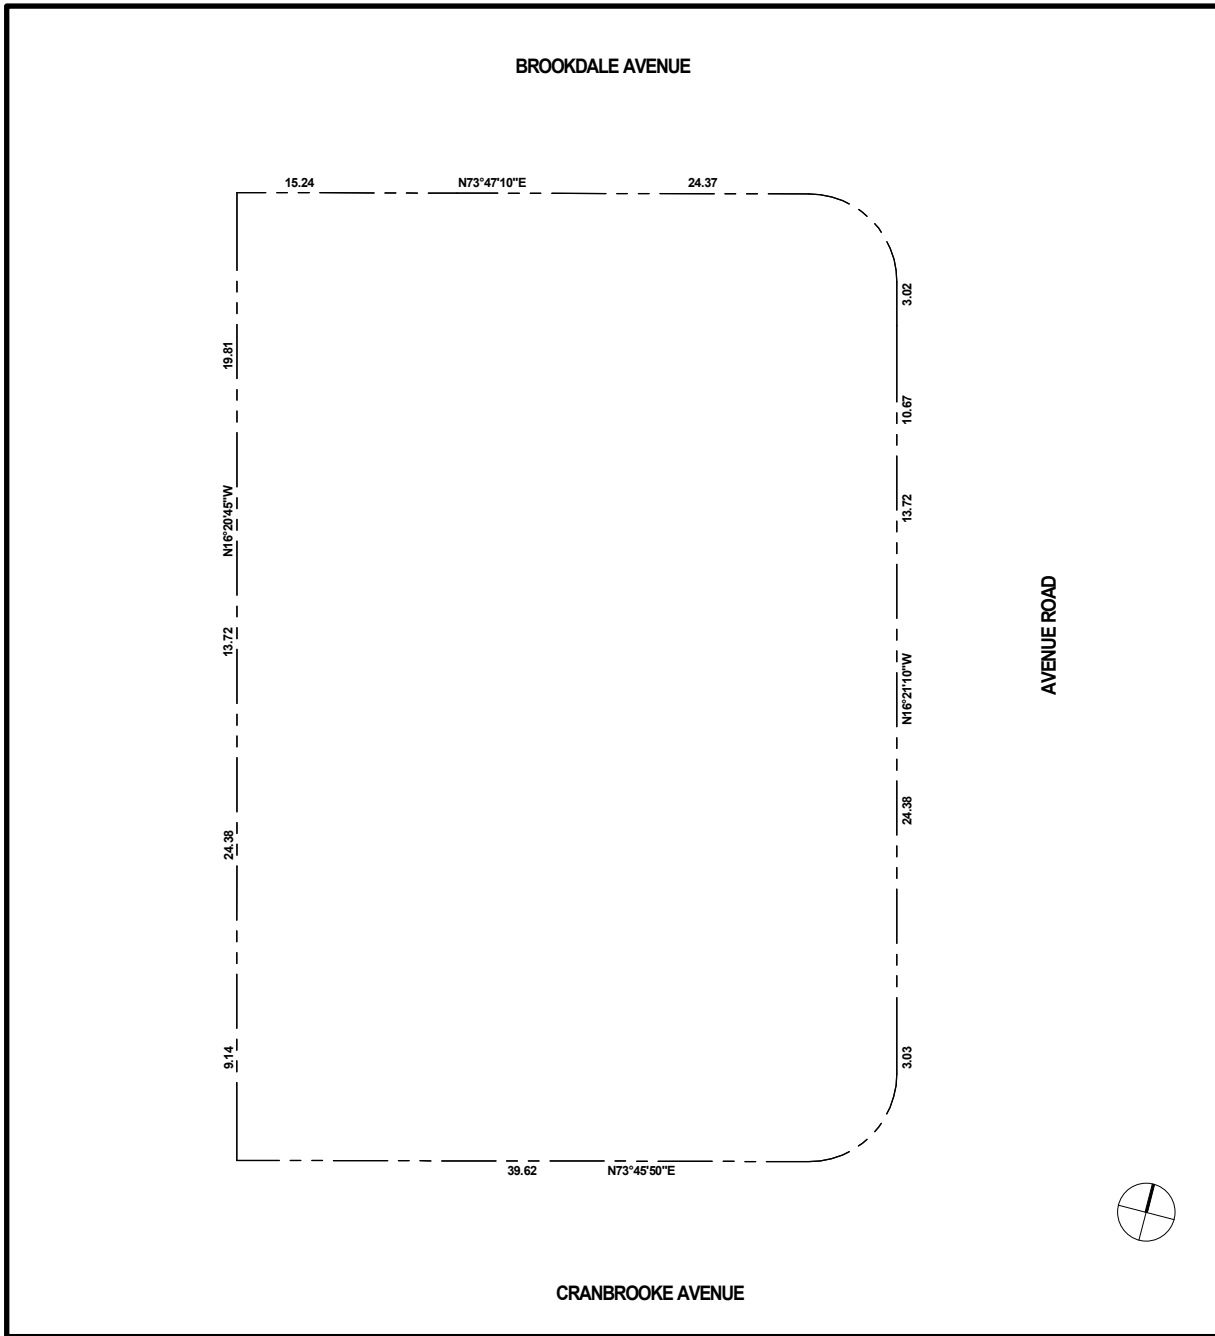 BROOKDALE AVENUE
15.24
N73°47'10"E
24.37
3.02
19.81
10.67
N16°20'45"W
13.72
AVENUE ROAD
13.72
N16°21'10"W
24.38
24.38
9.14
3.03
39.62
N73°45'50"E
CRANBROOKE AVENUE